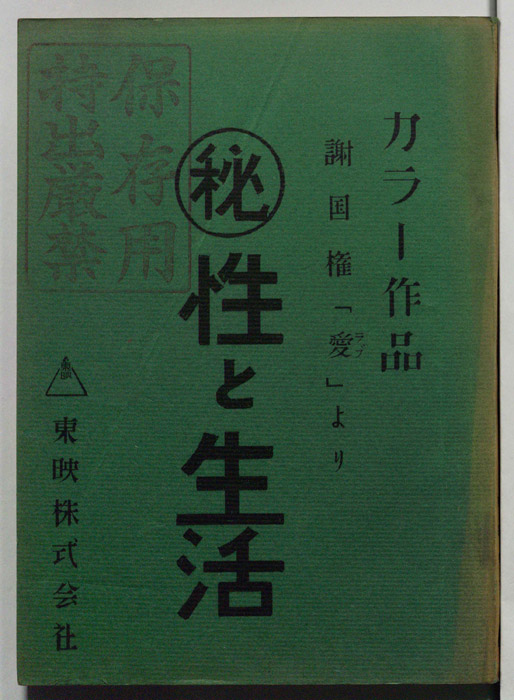 カラー作品
謝国権「愛」より
ラブ
㊙性と生活
保存用
持出厳禁
東映株式会社